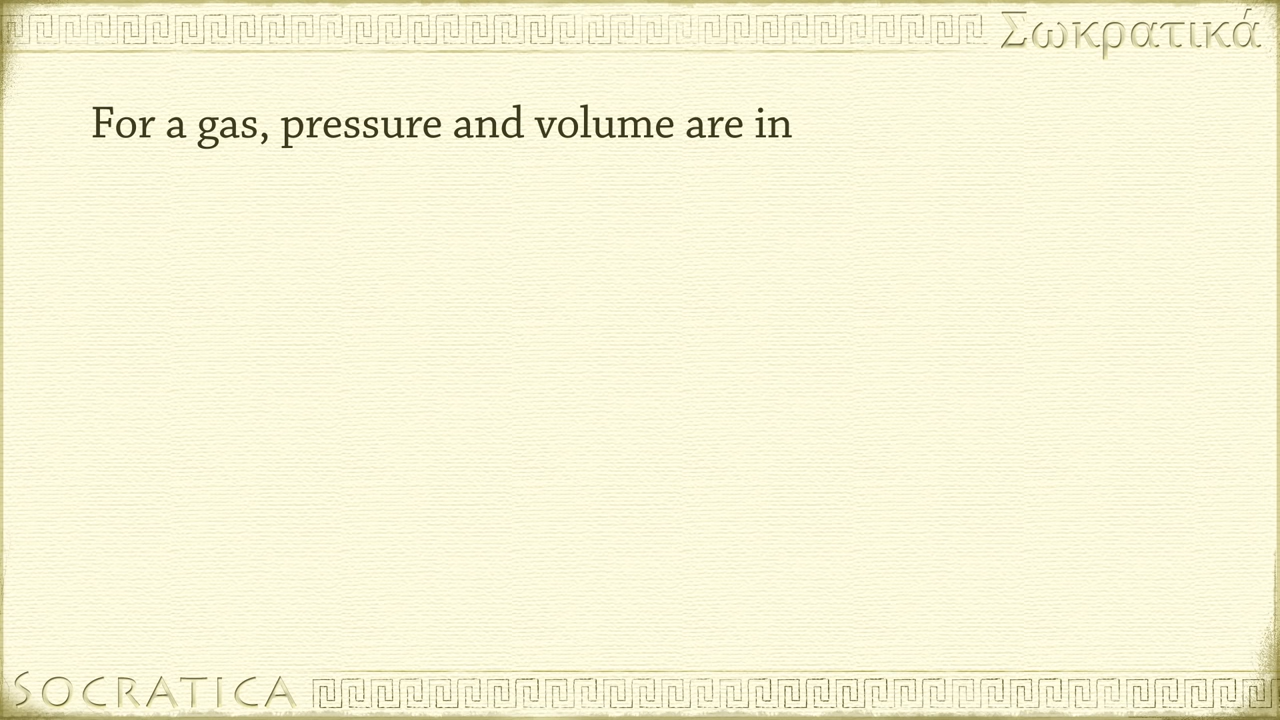 Σωκρατικά
For a gas, pressure and volume are in
SOCRATICA